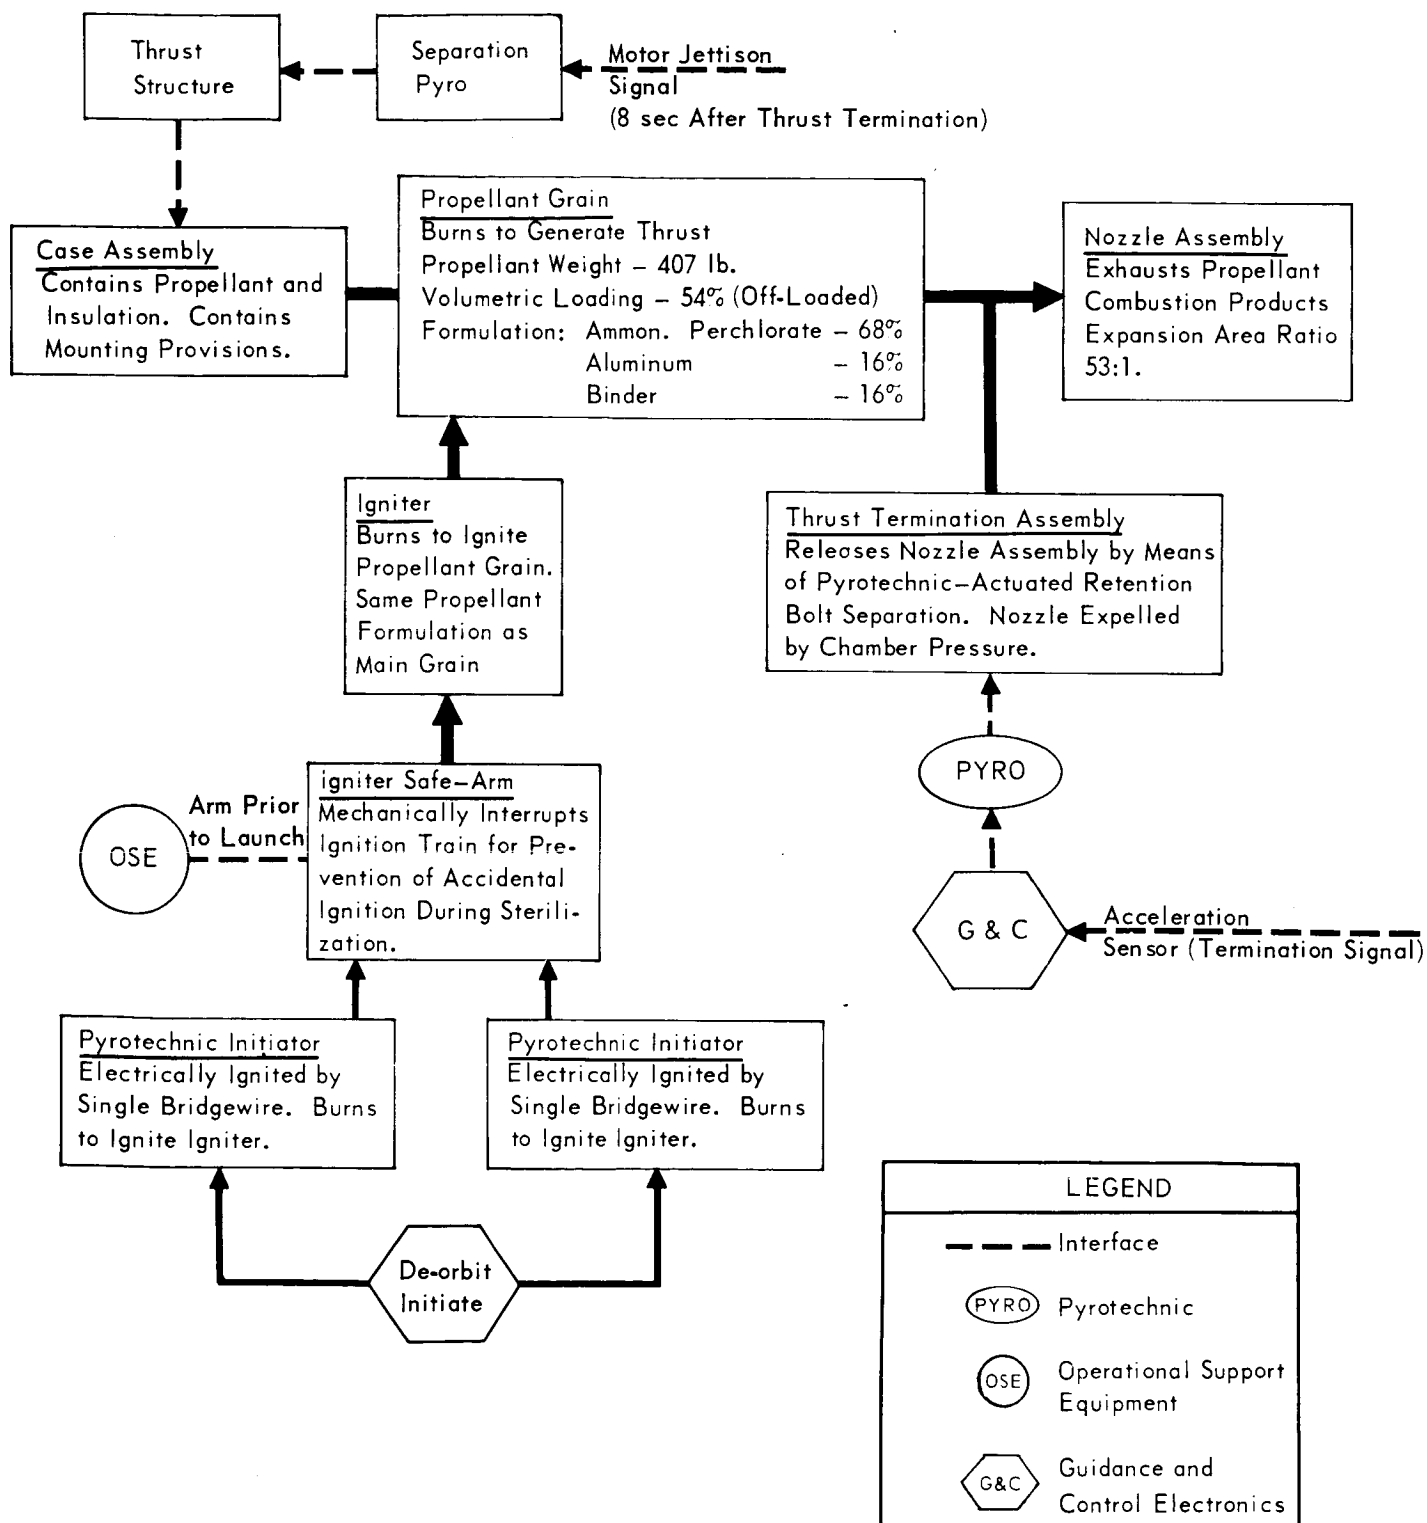 Thrust
Structure
Separation
Pyro
Motor Jettison
Signal
(8 sec After Thrust Termination)
Case Assembly
Contains Propellant and
Insulation. Contains
Mounting Provisions.
Propellant Grain
Burns to Generate Thrust
Propellant Weight – 407 lb.
Volumetric Loading – 54% (Off-Loaded)
Formulation: Ammon. Perchlorate – 68%
Aluminum – 16%
Binder – 16%
Nozzle Assembly
Exhausts Propellant
Combustion Products
Expansion Area Ratio
53:1.
Igniter
Burns to Ignite
Propellant Grain.
Same Propellant
Formulation as
Main Grain
Thrust Termination Assembly
Releases Nozzle Assembly by Means
of Pyrotechnic–Actuated Retention
Bolt Separation. Nozzle Expelled
by Chamber Pressure.
PYRO
G & C
Acceleration
Sensor (Termination Signal)
OSE
Arm Prior
to Launch
igniter Safe–Arm
Mechanically Interrupts
Ignition Train for Pre-
vention of Accidental
Ignition During Sterili-
zation.
Pyrotechnic Initiator
Electrically Ignited by
Single Bridgewire. Burns
to Ignite Igniter.
Pyrotechnic Initiator
Electrically Ignited by
Single Bridgewire. Burns
to Ignite Igniter.
De-orbit
Initiate
LEGEND
Interface
PYRO Pyrotechnic
OSE Operational Support
Equipment
G&C Guidance and
Control Electronics